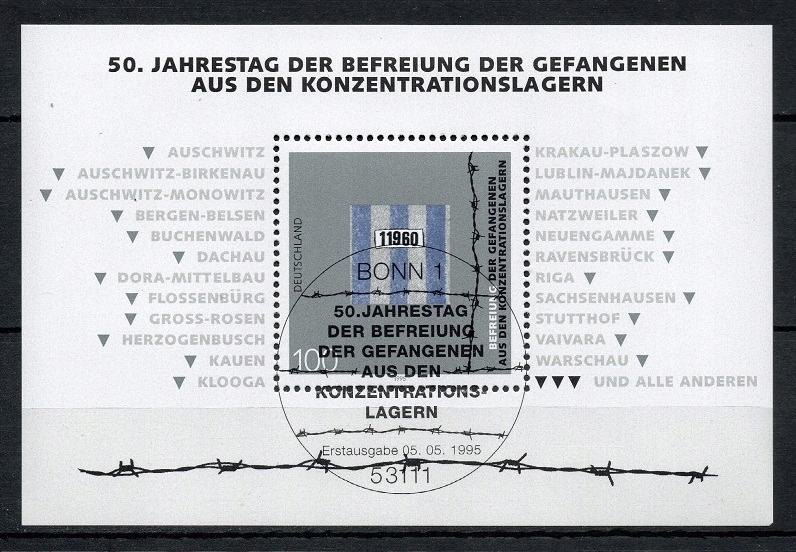 50. JAHRESTAG DER BEFREIUNG DER GEFANGENEN
AUS DEN KONZENTRATIONSLAGERN
AUSCHWITZ
AUSCHWITZ-BIRKENAU
AUSCHWITZ-MONOWITZ
BERGEN-BELSEN
BUCHENWALD
DACHAU
DORA-MITTELBAU
FLOSSENBÜRG
GROSS-ROSEN
HERZOGENBUSCH
KAUEN
KLOOGA
DEUTSCHLAND
11960
100
BEFREIUNG DER GEFANGENEN
AUS DEN KONZENTRATIONSLAGERN
1995
BONN 1
50.JAHRESTAG
DER BEFREIUNG
DER GEFANGENEN
AUS DEN
KONZENTRATIONS-
LAGERN
Erstausgabe 05. 05. 1995
53111
KRAKAU-PLASZOW
LUBLIN-MAJDANEK
MAUTHAUSEN
NATZWEILER
NEUENGAMME
RAVENSBRÜCK
RIGA
SACHSENHAUSEN
STUTTHOF
VAIVARA
WARSCHAU
UND ALLE ANDEREN